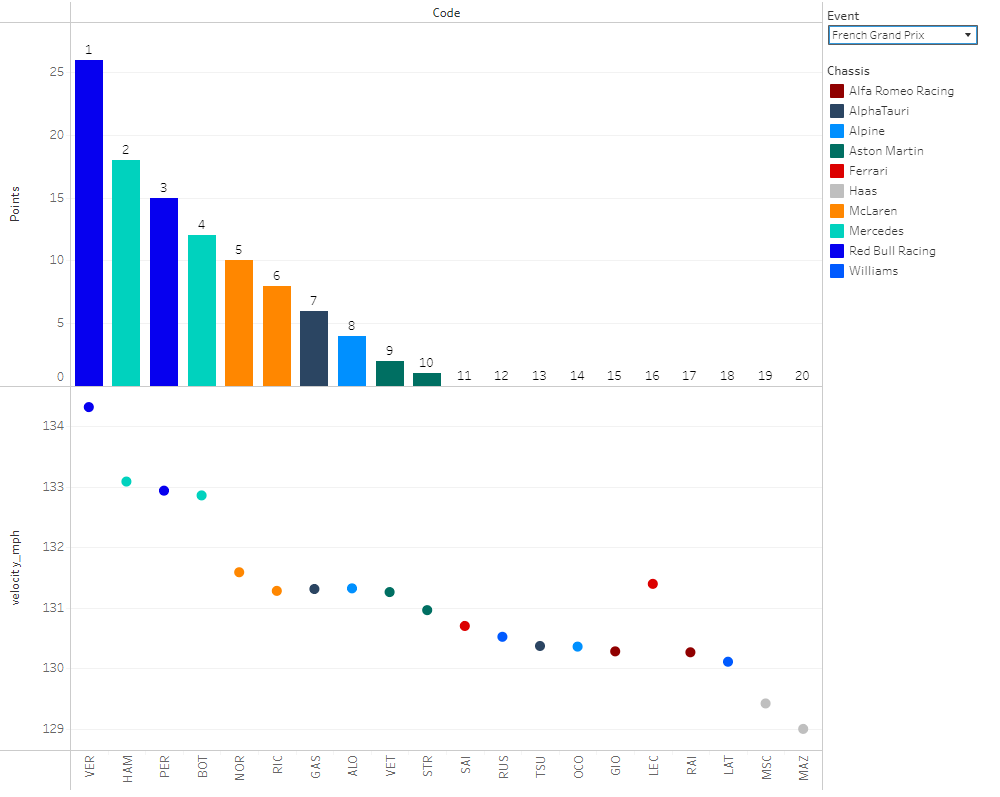 Code
Event
French Grand Prix
Chassis
Alfa Romeo Racing
AlphaTauri
Alpine
Aston Martin
Ferrari
Haas
McLaren
Mercedes
Red Bull Racing
Williams
Points
25
20
15
10
5
0
1
2
3
4
5
6
7
8
9
10
11
12
13
14
15
16
17
18
19
20
velocity_mph
134
133
132
131
130
129
VER
HAM
PER
BOT
NOR
RIC
GAS
ALO
VET
STR
SAI
RUS
TSU
OCO
GIO
LEC
RAI
LAT
MSC
MAZ